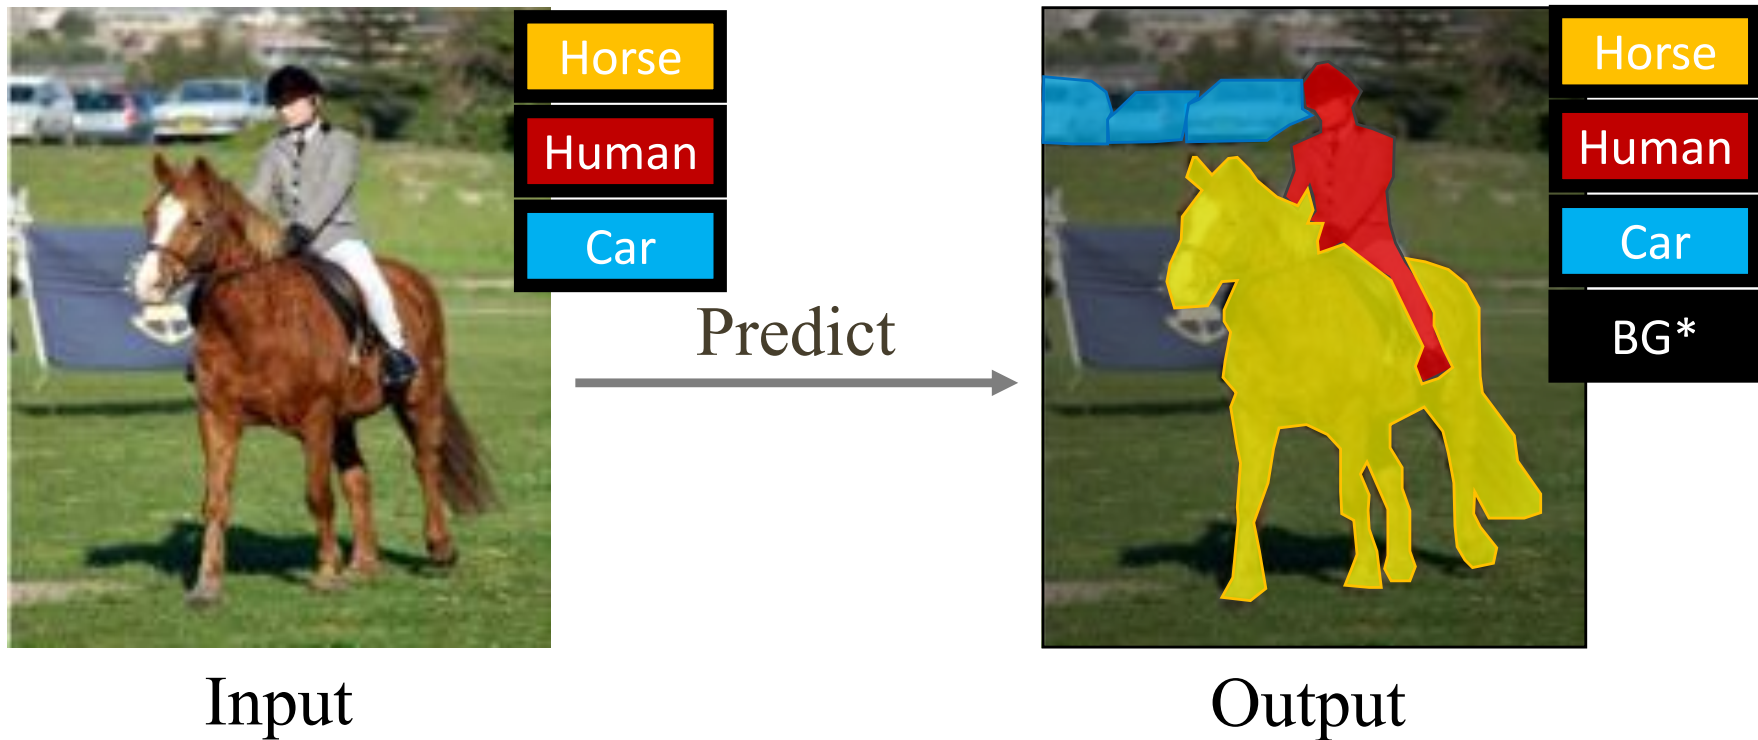 Horse
Human
Car
Predict
Input
Horse
Human
Car
BG*
Output